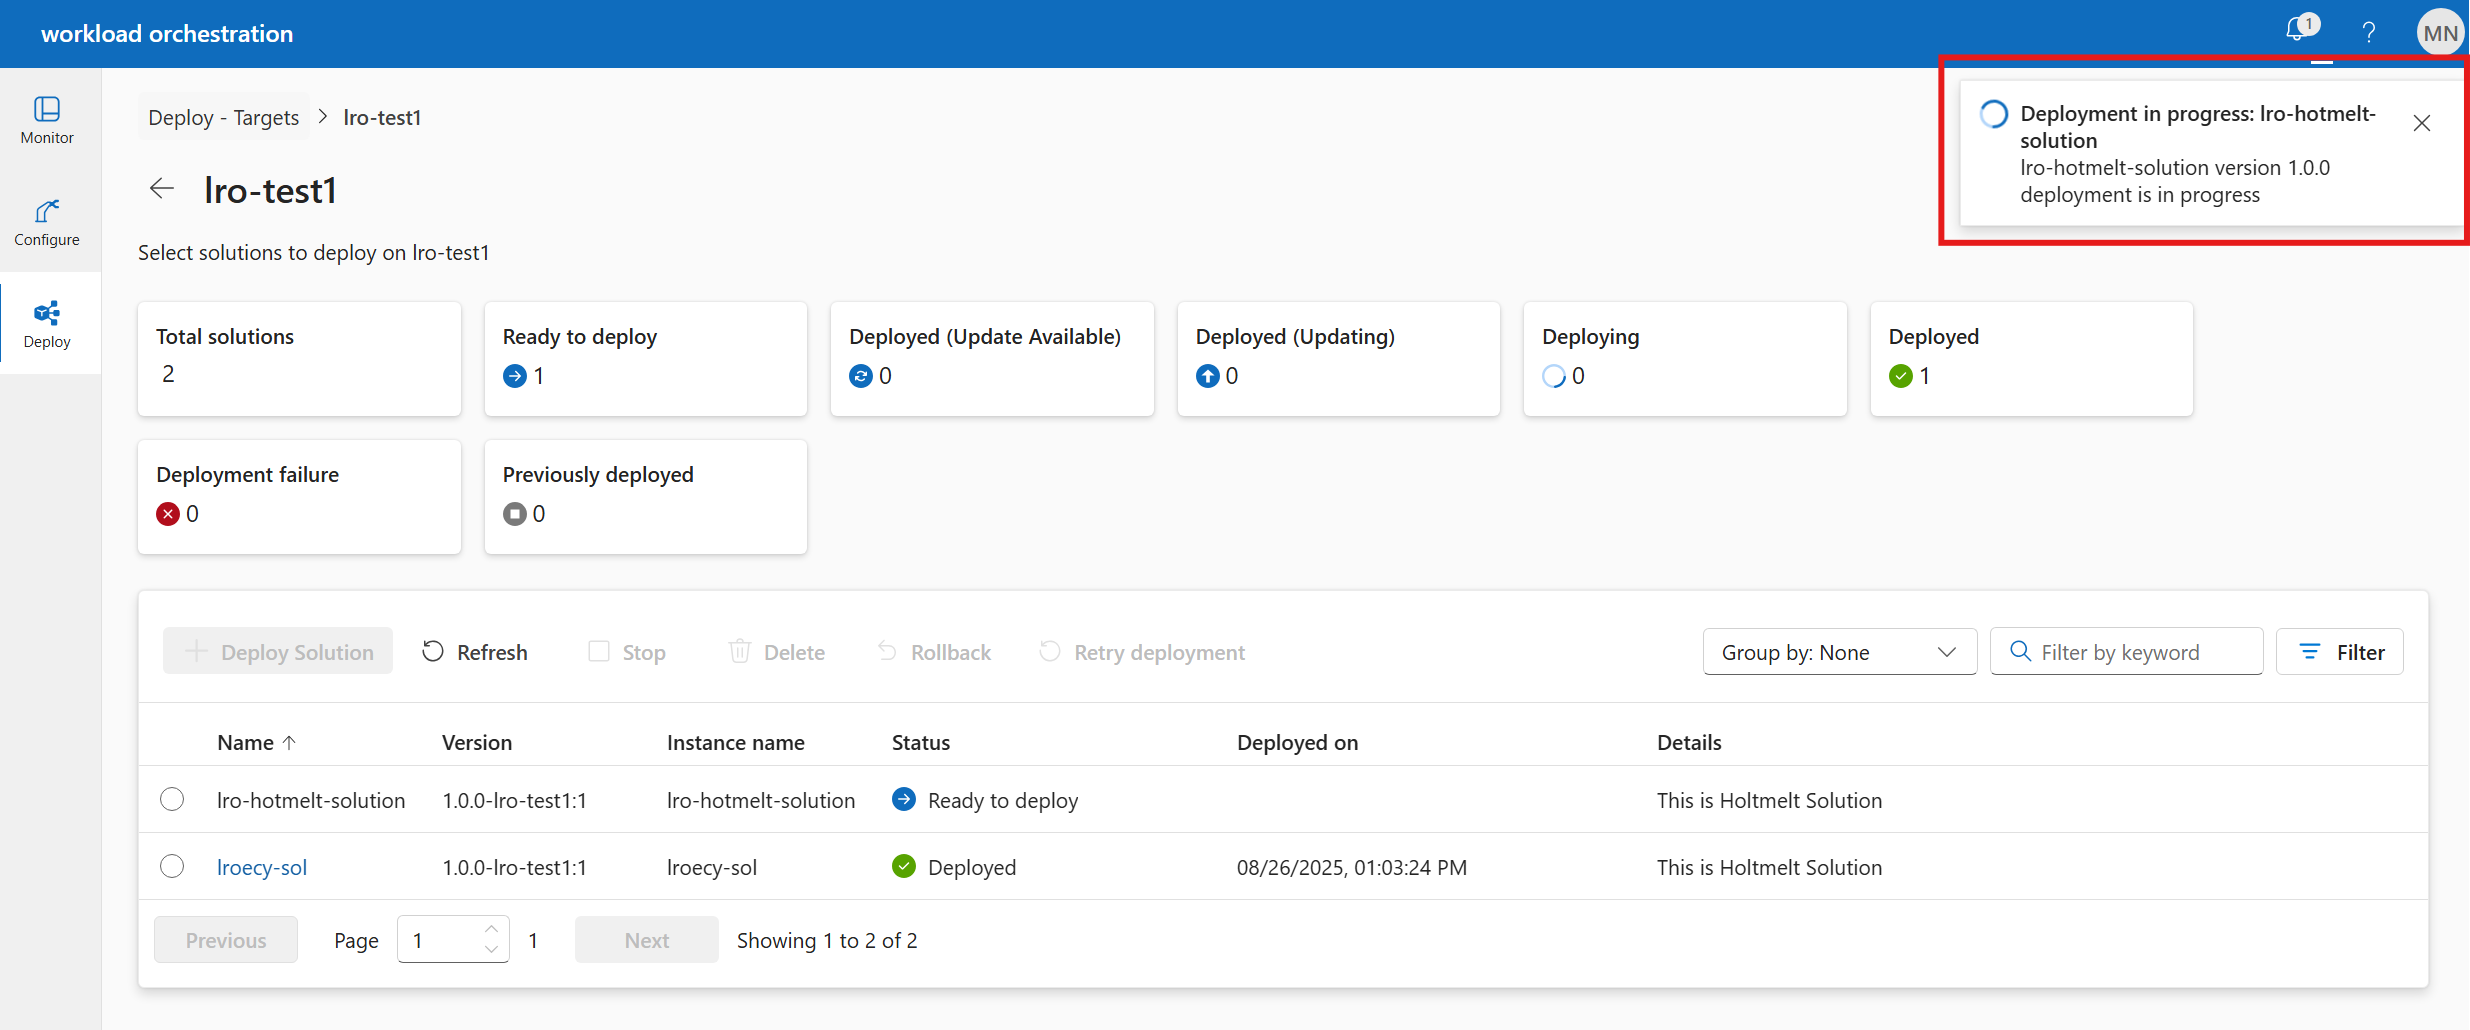 workload orchestration
1
?
MN
Monitor
Configure
Deploy
Deploy - Targets > lro-test1
lro-test1
Select solutions to deploy on lro-test1
Deployment in progress: lro-hotmelt-
solution
lro-hotmelt-solution version 1.0.0
deployment is in progress
Total solutions
2
Ready to deploy
1
Deployed (Update Available)
0
Deployed (Updating)
0
Deploying
0
Deployed
1
Deployment failure
0
Previously deployed
0
Deploy Solution Refresh Stop Delete Rollback Retry deployment Group by: None Filter by keyword Filter
Name Version Instance name Status Deployed on Details
lro-hotmelt-solution 1.0.0-lro-test1:1 lro-hotmelt-solution Ready to deploy This is Holtmelt Solution
lroecy-sol 1.0.0-lro-test1:1 lroecy-sol Deployed 08/26/2025, 01:03:24 PM This is Holtmelt Solution
Previous Page 1 1 Next Showing 1 to 2 of 2